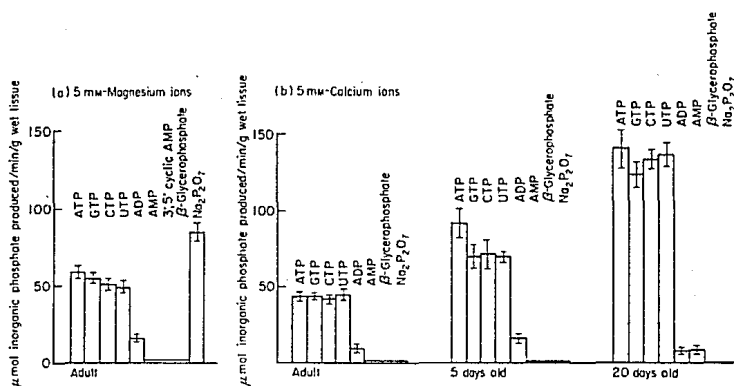 (a) 5 mM-Magnesium ions
μmol inorganic phosphate produced/min/g wet tissue
150
100
50
0
ATP
GTP
CTP
UTP
ADP
AMP
3',5' cyclic AMP
β-Glycerophosphate
Na₂P₂O₇
Adult
(b) 5 mM-Calcium ions
μmol inorganic phosphate produced/min/g wet tissue
150
100
50
0
ATP
GTP
CTP
UTP
ADP
AMP
β-Glycerophosphate
Na₂P₂O₇
Adult
ATP
GTP
CTP
UTP
ADP
AMP
β-Glycerophosphate
Na₂P₂O₇
5 days old
ATP
GTP
CTP
UTP
ADP
AMP
β-Glycerophosphate
Na₂P₂O₇
20 days old